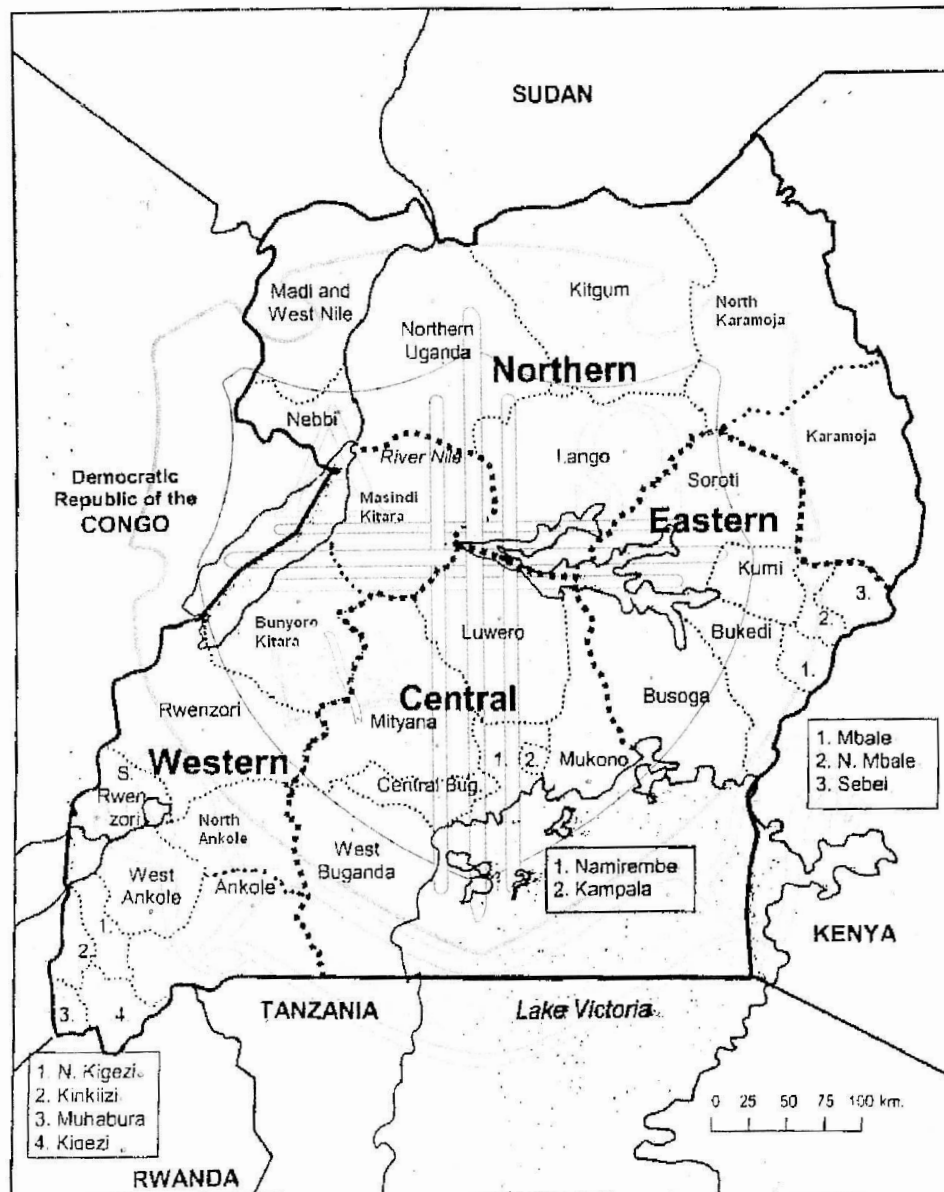 SUDAN
Madi and
West Nile
Kitgum
North
Karamoja
Northern
Uganda
Northern
Nebbi
River Nile
Lango
Karamoja
Soroti
Democratic
Republic of the
CONGO
Masindi
Kitara
Eastern
Kumi
3.
2.
1.
Bunyoro
Kitara
Luwero
Bukedi
Rwenzori
Central
Busoga
Mityana
Western
1.
2.
Mukono
S.
Rwen
zori
Central Bug.
1. Mbale
2. N. Mbale
3. Sebei
North
Ankole
West
Buganda
West
Ankole
Ankole
1. Namirembe
2. Kampala
1.
2.
3.
4.
KENYA
TANZANIA
Lake Victoria
1. N. Kigezi
2. Kinkiizi
3. Muhabura
4. Kigezi
0 25 50 75 100 km.
RWANDA